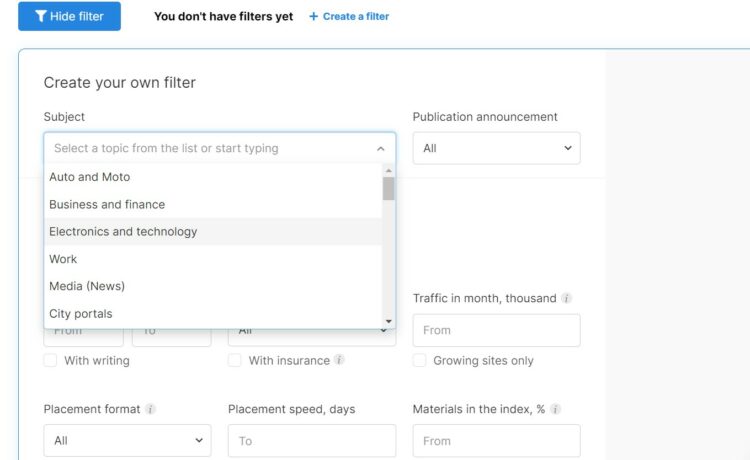 Hide filter
You don't have filters yet
+ Create a filter
Create your own filter
Subject
Publication announcement
Select a topic from the list or start typing
All
Auto and Moto
Business and finance
Electronics and technology
Work
Media (News)
City portals
Traffic in month, thousand
From
To
All
From
With writing
With insurance
Growing sites only
Placement format
Placement speed, days
Materials in the index, %
All
To
From